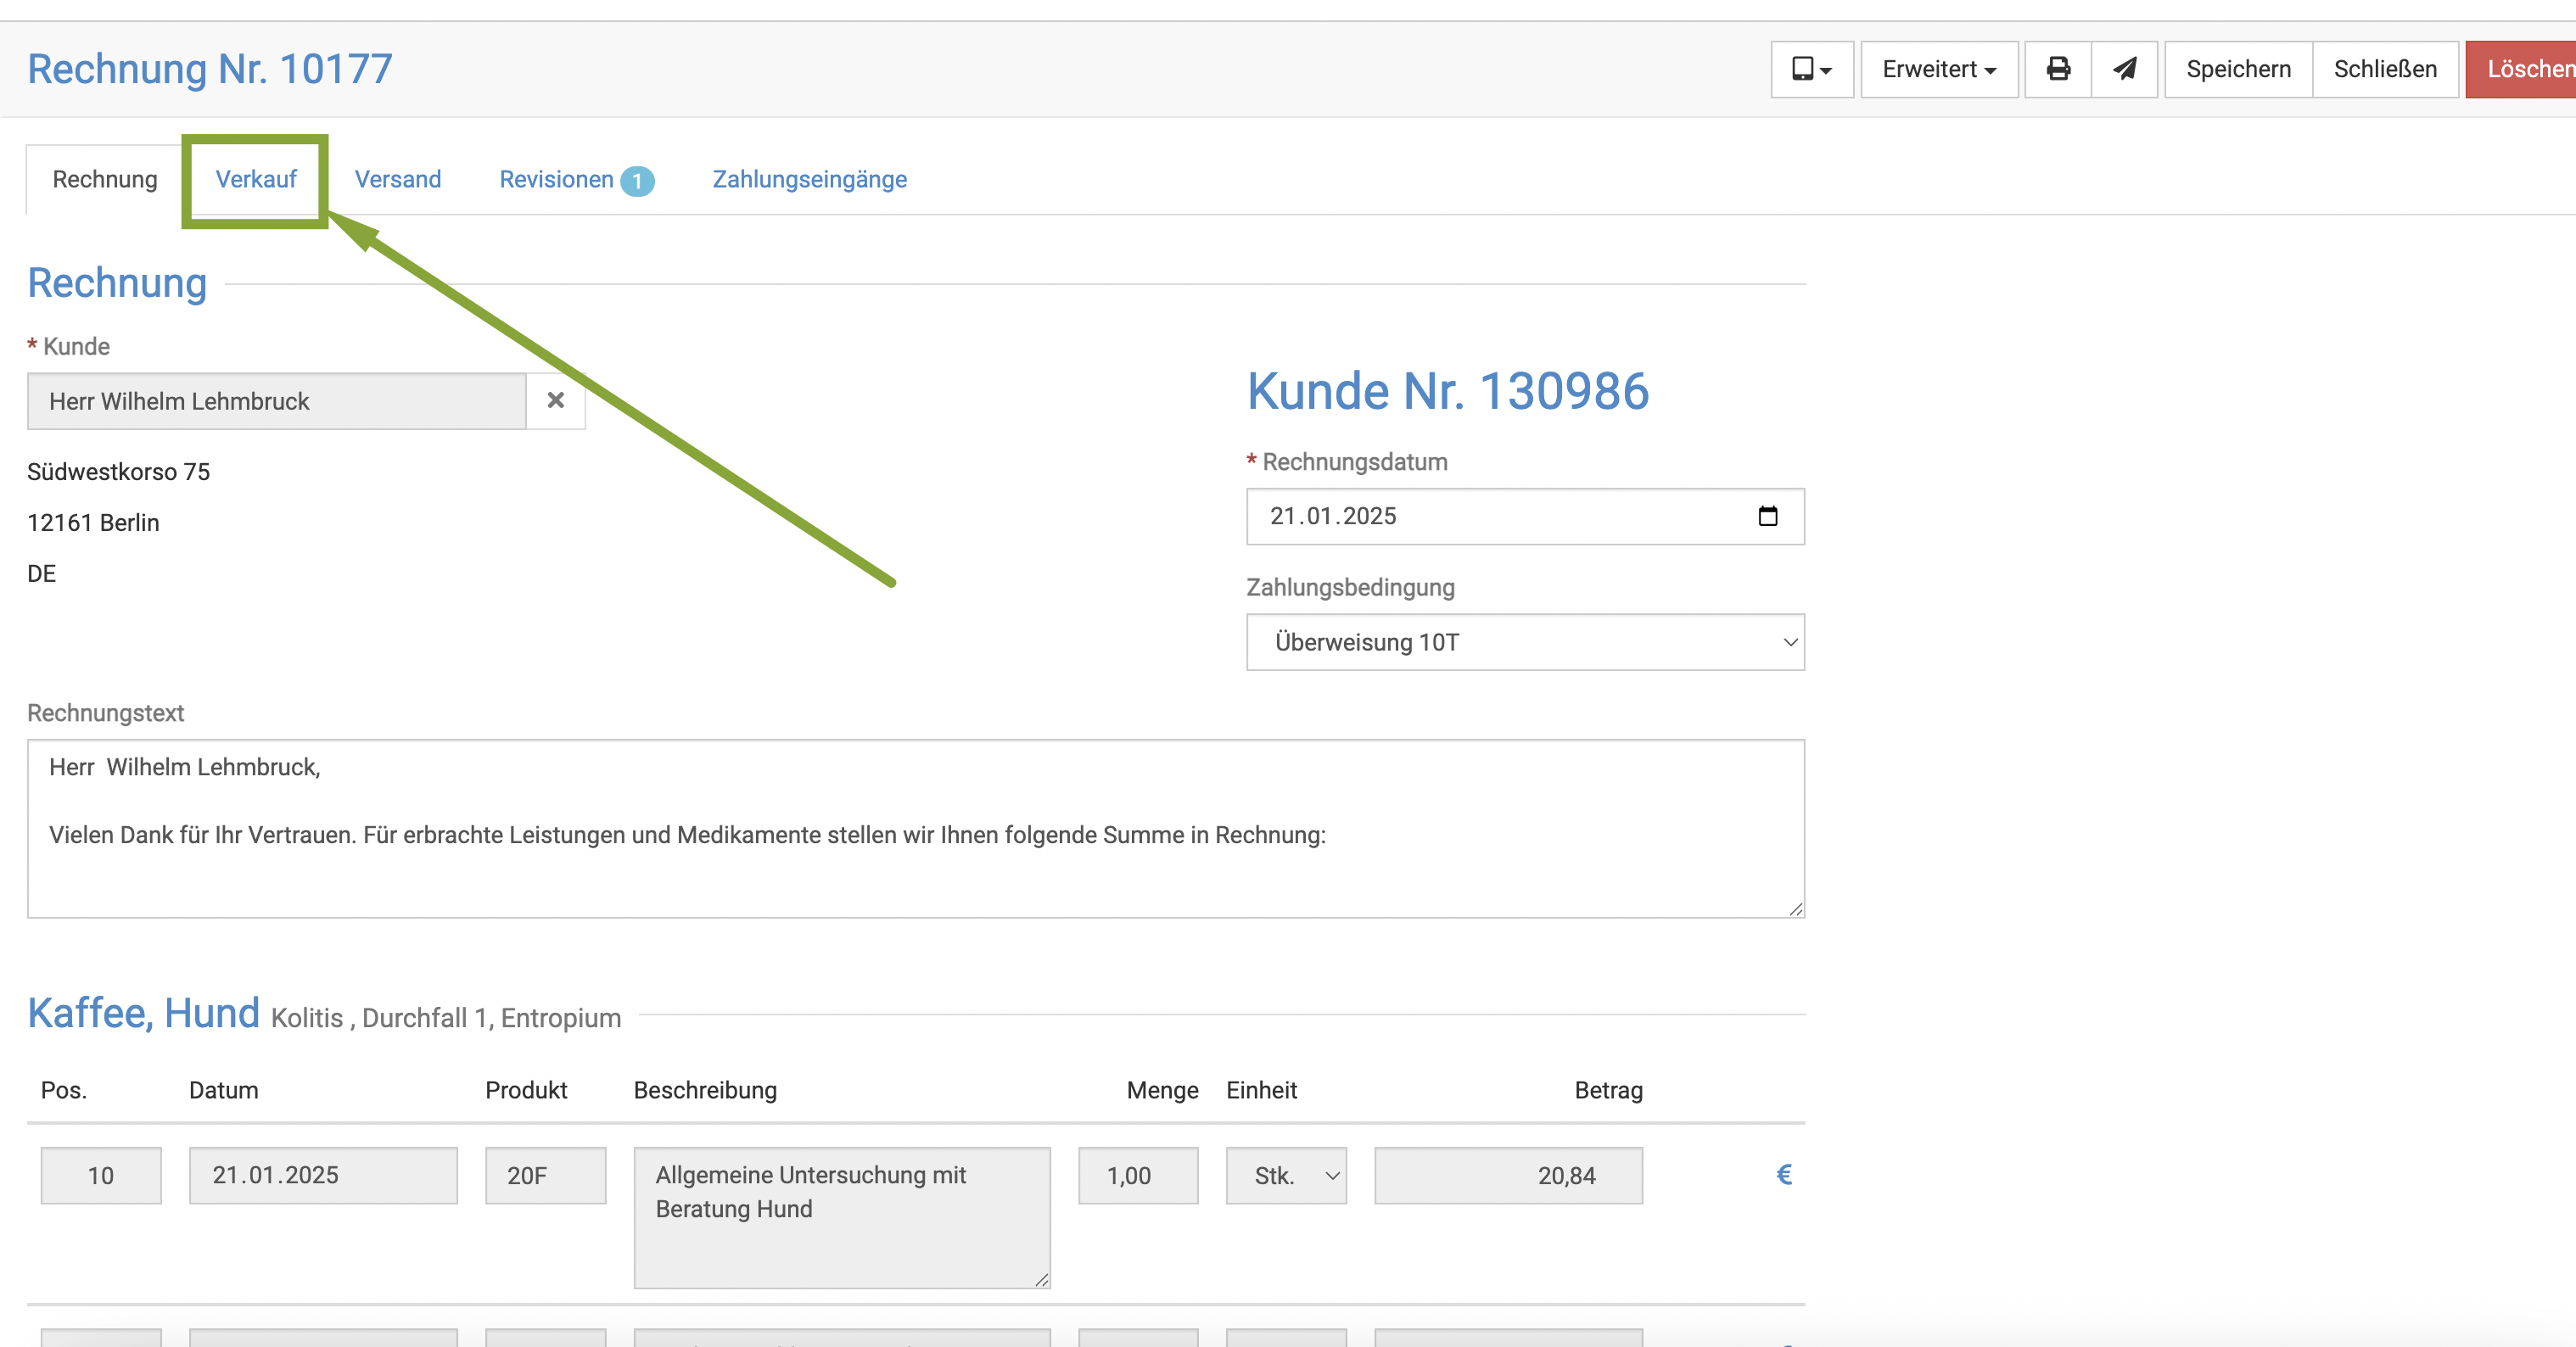 Rechnung Nr. 10177
Erweitert
Speichern
Schließen
Löschen
Rechnung
Verkauf
Versand
Revisionen 1
Zahlungseingänge
Rechnung
* Kunde
Herr Wilhelm Lehmbruck
Südwestkorso 75
12161 Berlin
DE
Kunde Nr. 130986
* Rechnungsdatum
21.01.2025
Zahlungsbedingung
Überweisung 10T
Rechnungstext
Herr  Wilhelm Lehmbruck,
Vielen Dank für Ihr Vertrauen. Für erbrachte Leistungen und Medikamente stellen wir Ihnen folgende Summe in Rechnung:
Kaffee, Hund Kolitis , Durchfall 1, Entropium
Pos. Datum Produkt Beschreibung Menge Einheit Betrag
10 21.01.2025 20F Allgemeine Untersuchung mit 1,00 Stk. 20,84 €
Beratung Hund